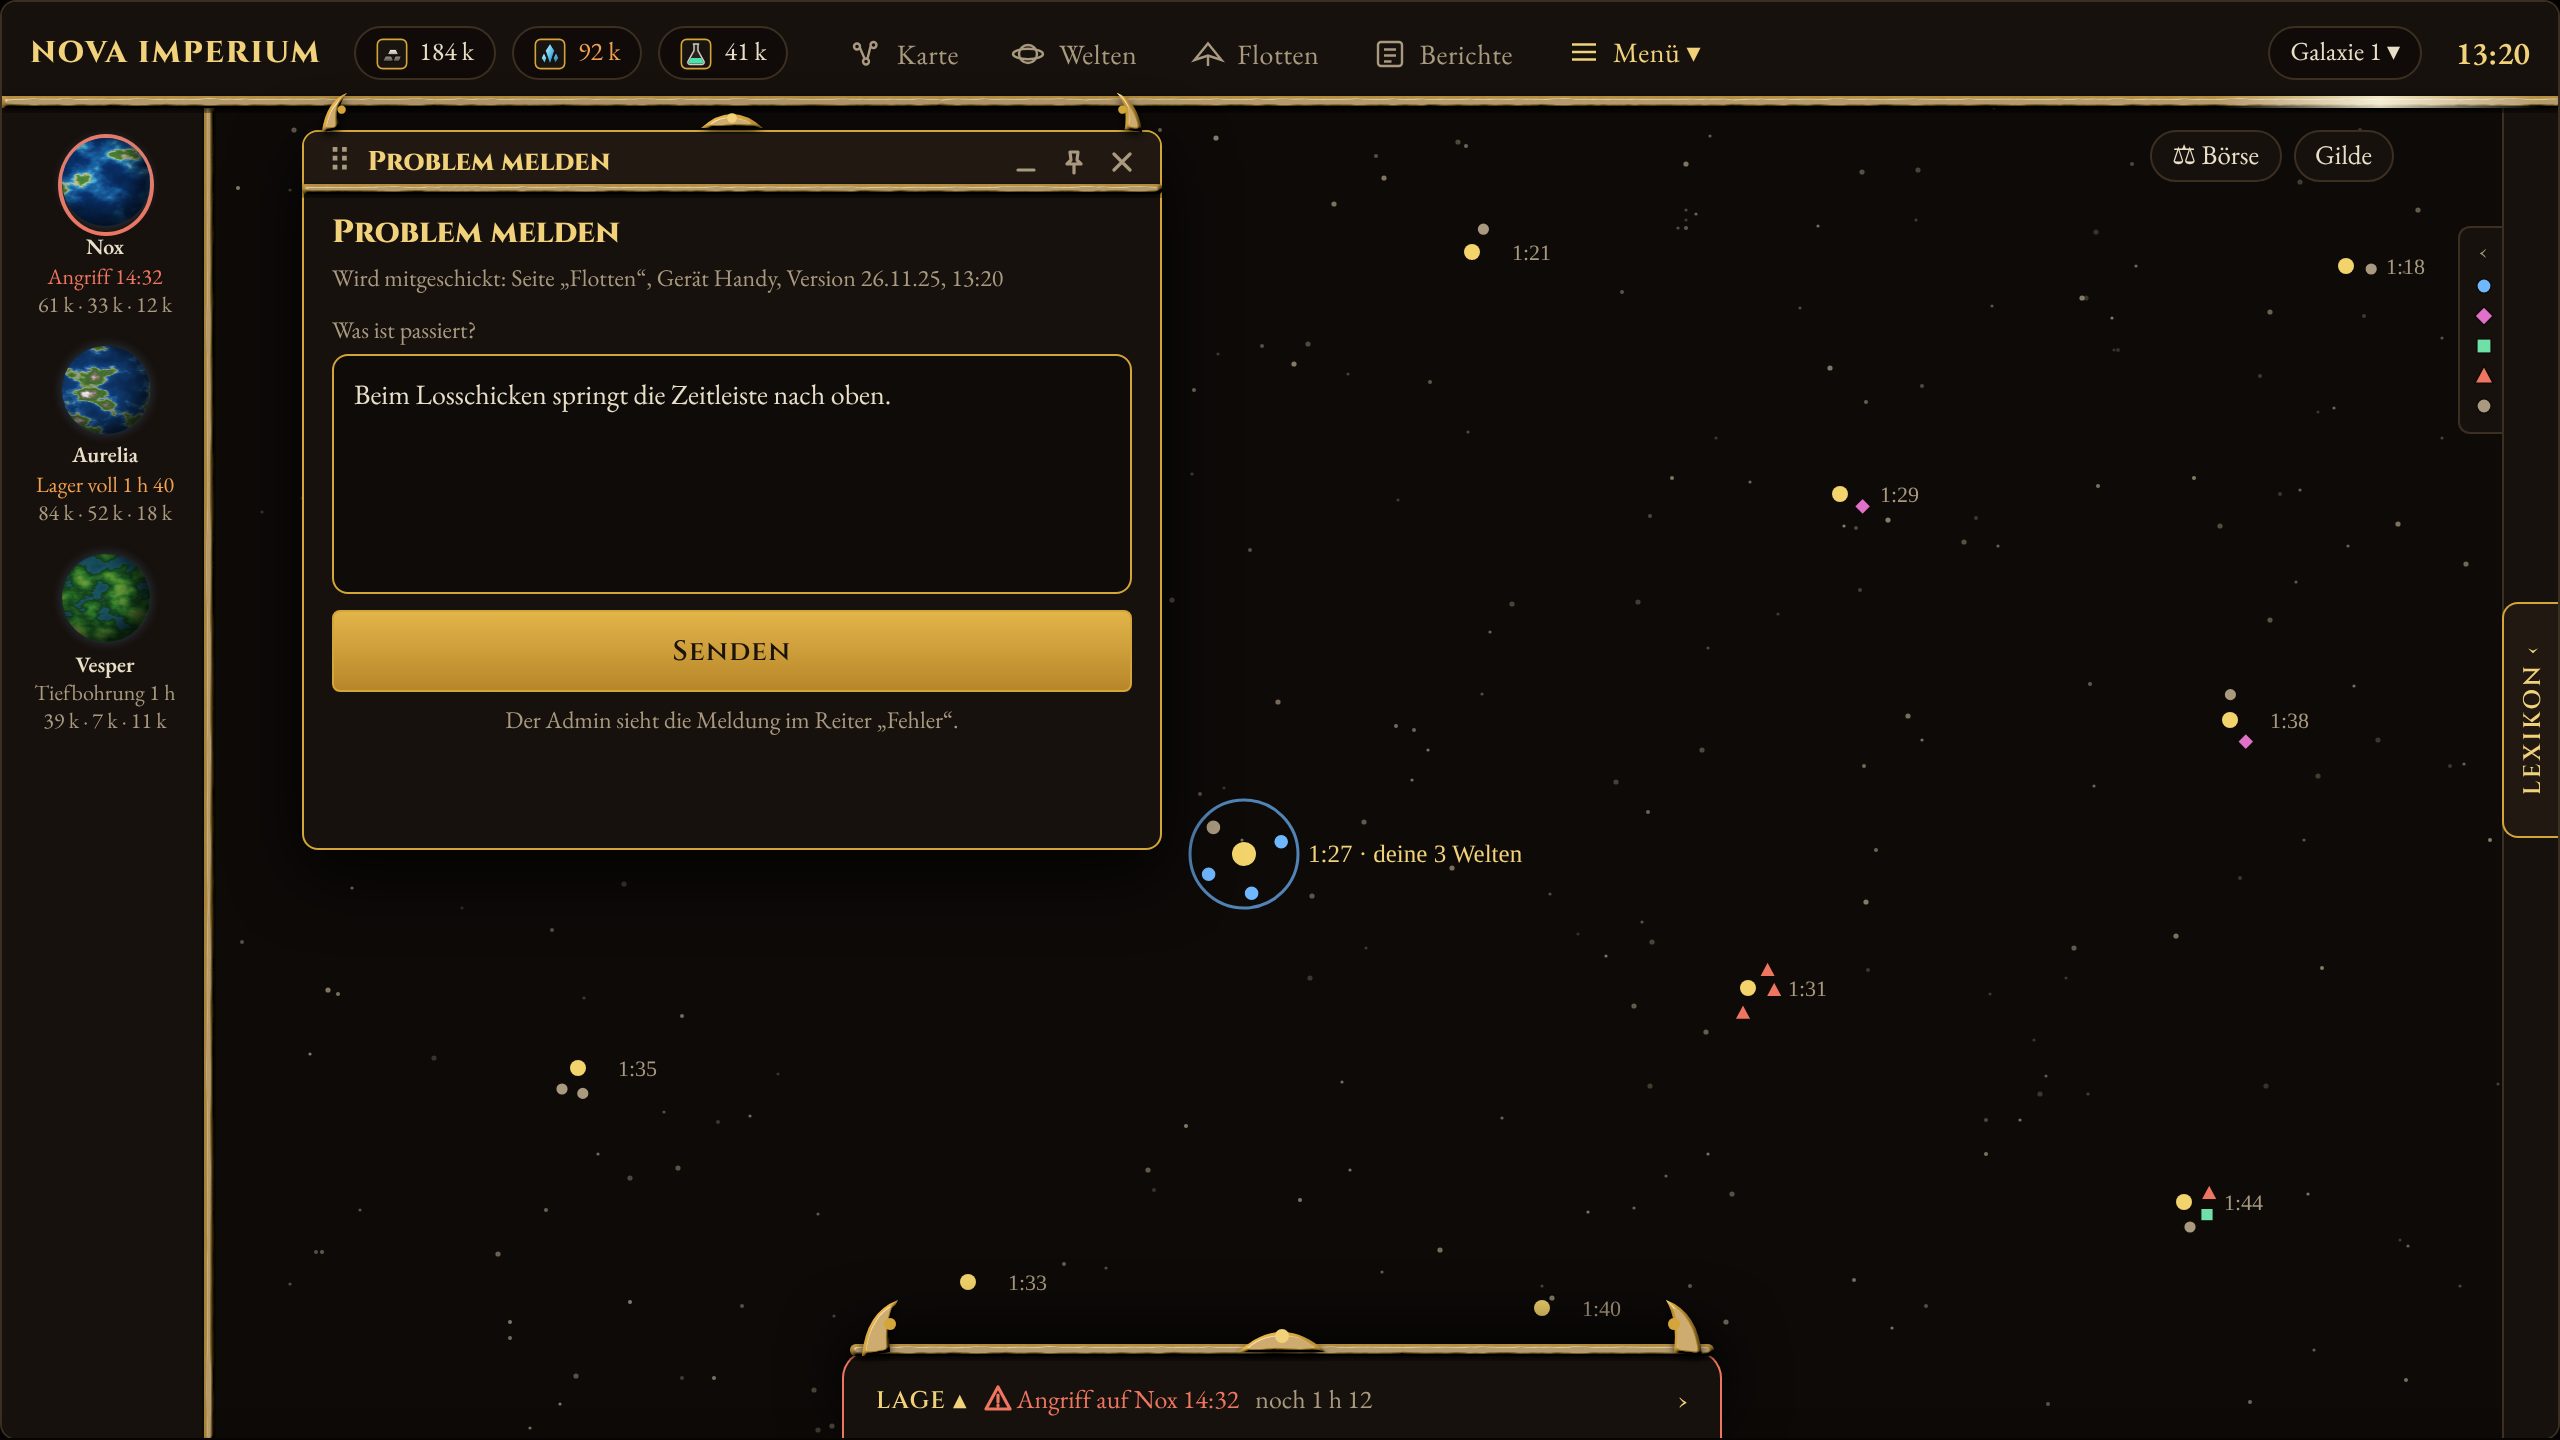 NOVA IMPERIUM
184 k
92 k
41 k
Karte
Welten
Flotten
Berichte
Menü ▾
Galaxie 1 ▾
13:20
Nox
Angriff 14:32
61 k · 33 k · 12 k
Aurelia
Lager voll 1 h 40
84 k · 52 k · 18 k
Vesper
Tiefbohrung 1 h
39 k · 7 k · 11 k
Problem melden
Problem melden
Wird mitgeschickt: Seite „Flotten“, Gerät Handy, Version 26.11.25, 13:20
Was ist passiert?
Beim Losschicken springt die Zeitleiste nach oben.
Senden
Der Admin sieht die Meldung im Reiter „Fehler“.
⚖ Börse
Gilde
1:21
1:18
1:29
1:38
1:27 · deine 3 Welten
1:31
1:35
1:44
1:33
1:40
LEXIKON ›
LAGE ▴ Angriff auf Nox 14:32 noch 1 h 12 ›